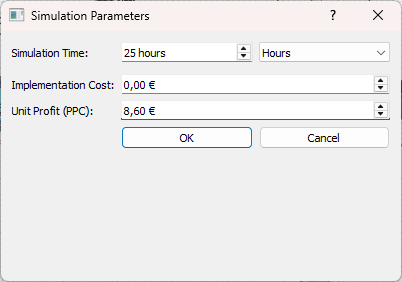 Simulation Parameters ?
Simulation Time: 25 hours Hours
Implementation Cost: 0,00 €
Unit Profit (PPC): 8,60 €
OK Cancel